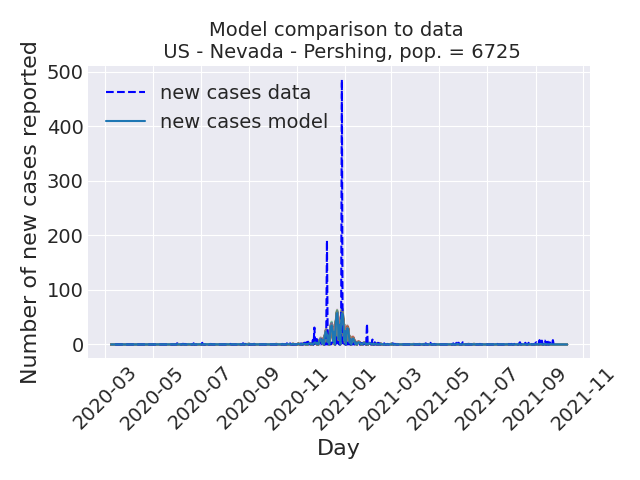 Model comparison to data
US - Nevada - Pershing, pop. = 6725
Number of new cases reported
500
400
300
200
100
0
new cases data
new cases model
2020-03
2020-05
2020-07
2020-09
2020-11
2021-01
2021-03
2021-05
2021-07
2021-09
2021-11
Day